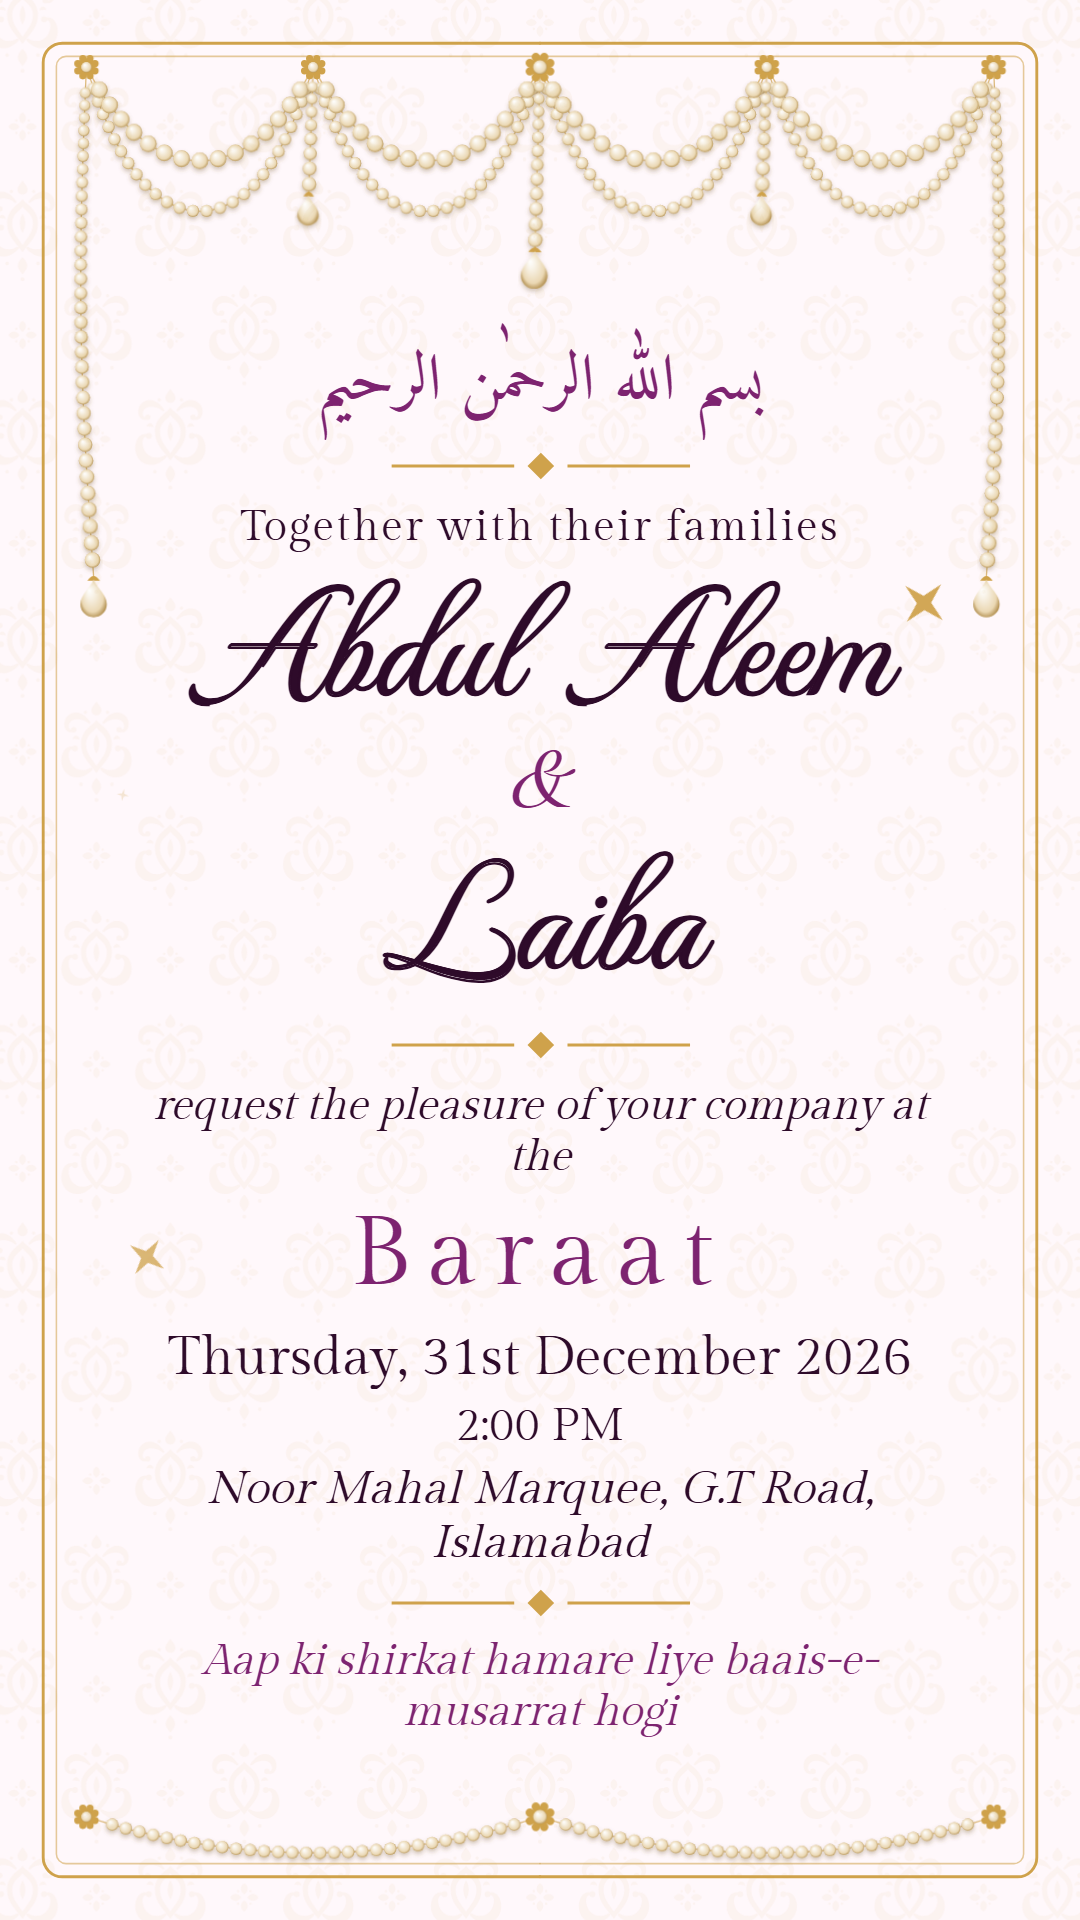 بسم الله الرحمٰن الرحيم
Together with their families
Abdul Aleem
&
Laiba
request the pleasure of your company at
the
Baraat
Thursday, 31st December 2026
2:00 PM
Noor Mahal Marquee, G.T Road,
Islamabad
Aap ki shirkat hamare liye baais-e-
musarrat hogi